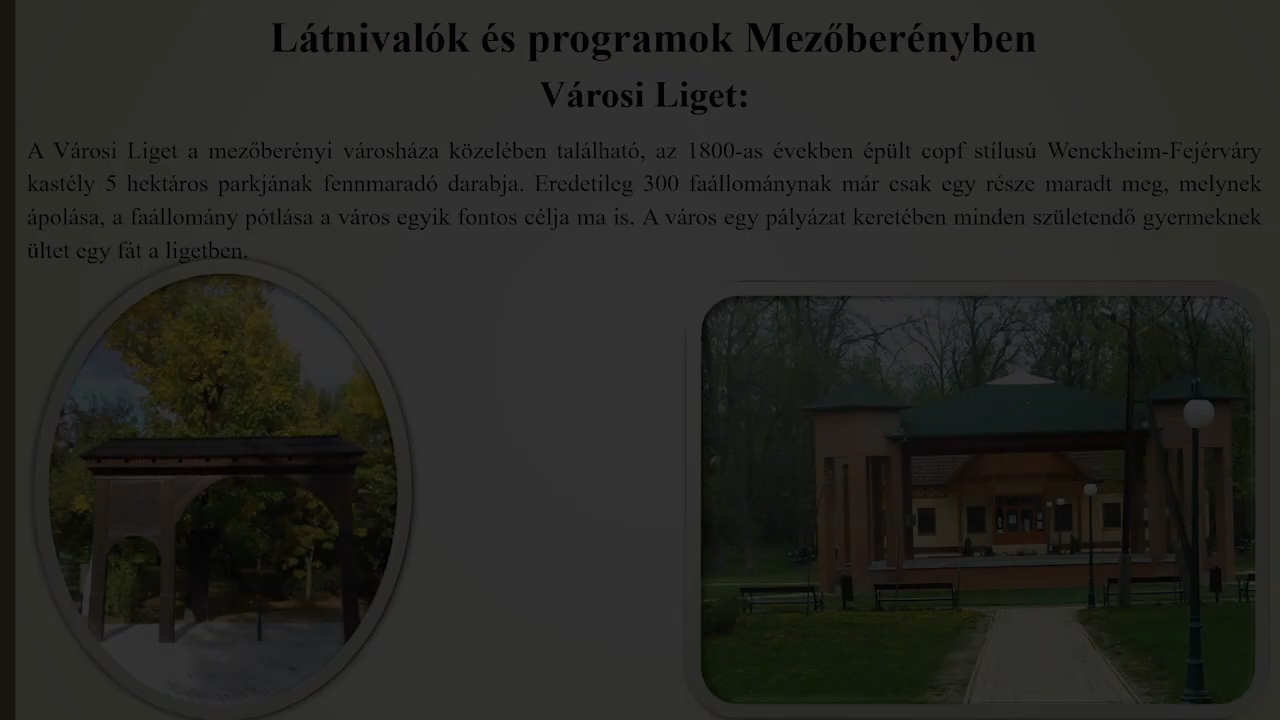 Látnivalók és programok Mezőberényben
Városi Liget:
A Városi Liget a mezőberényi városháza közelében található, az 1800-as években épült copf stílusú Wenckheim-Fejérváry
kastély 5 hektáros parkjának fennmaradó darabja. Eredetileg 300 faállománynak már csak egy része maradt meg, melynek
ápolása, a faállomány pótlása a város egyik fontos célja ma is. A város egy pályázat keretében minden születendő gyermeknek
ültet egy fát a ligetben.